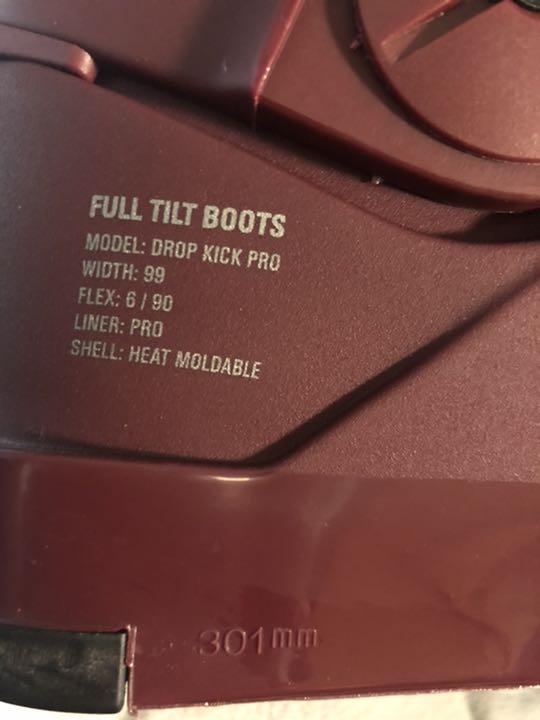 FULL TILT BOOTS
MODEL: DROP KICK PRO
WIDTH: 99
FLEX: 6 / 90
LINER: PRO
SHELL: HEAT MOLDABLE
301mm